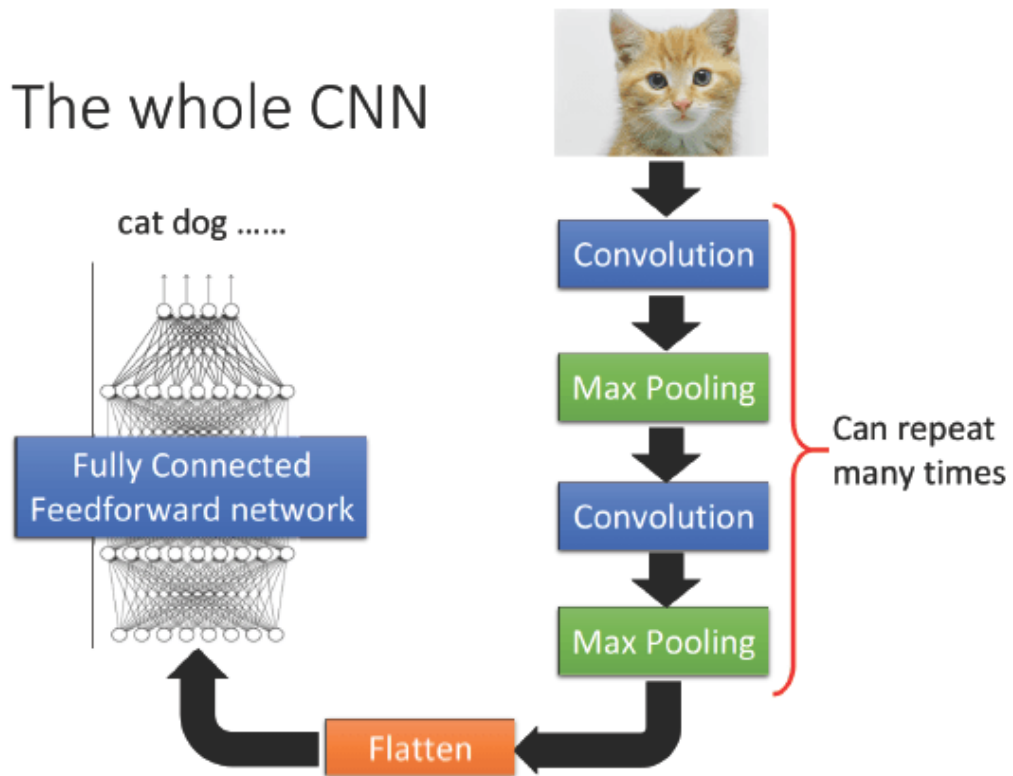 The whole CNN
cat dog ......
Convolution
Max Pooling
Convolution
Max Pooling
Can repeat
many times
Flatten
Fully Connected
Feedforward network